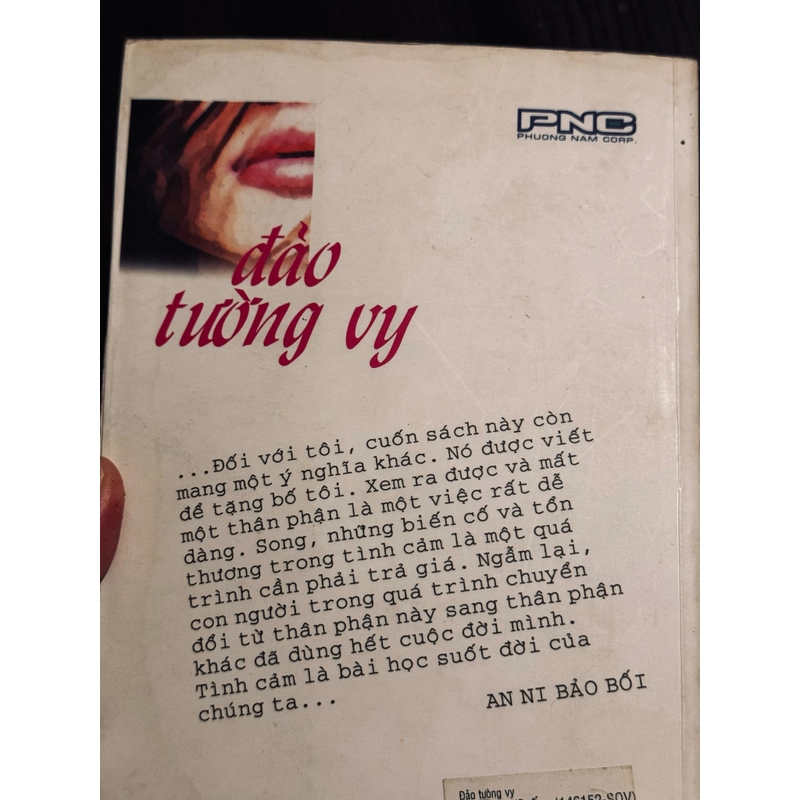 PNC
PHUONG NAM CORP.
đảo
tường vy
...Đối với tôi, cuốn sách này còn
mang một ý nghĩa khác. Nó được viết
để tặng bố tôi. Xem ra được và mất
một thân phận là một việc rất dễ
dàng. Song, những biến cố và tổn
thương trong tình cảm là một quá
trình cần phải trả giá. Ngẫm lại,
con người trong quá trình chuyển
đổi từ thân phận này sang thân phận
khác đã dùng hết cuộc đời mình.
Tình cảm là bài học suốt đời của
chúng ta...
AN NI BẢO BỐI
Đảo tường vy